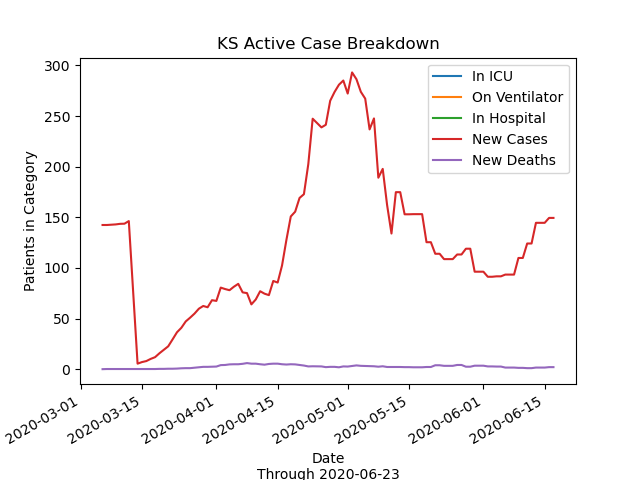 KS Active Case Breakdown
300
250
200
150
100
50
0
Patients in Category
In ICU
On Ventilator
In Hospital
New Cases
New Deaths
2020-03-01
2020-03-15
2020-04-01
2020-04-15
2020-05-01
2020-05-15
2020-06-01
2020-06-15
Date
Through 2020-06-23